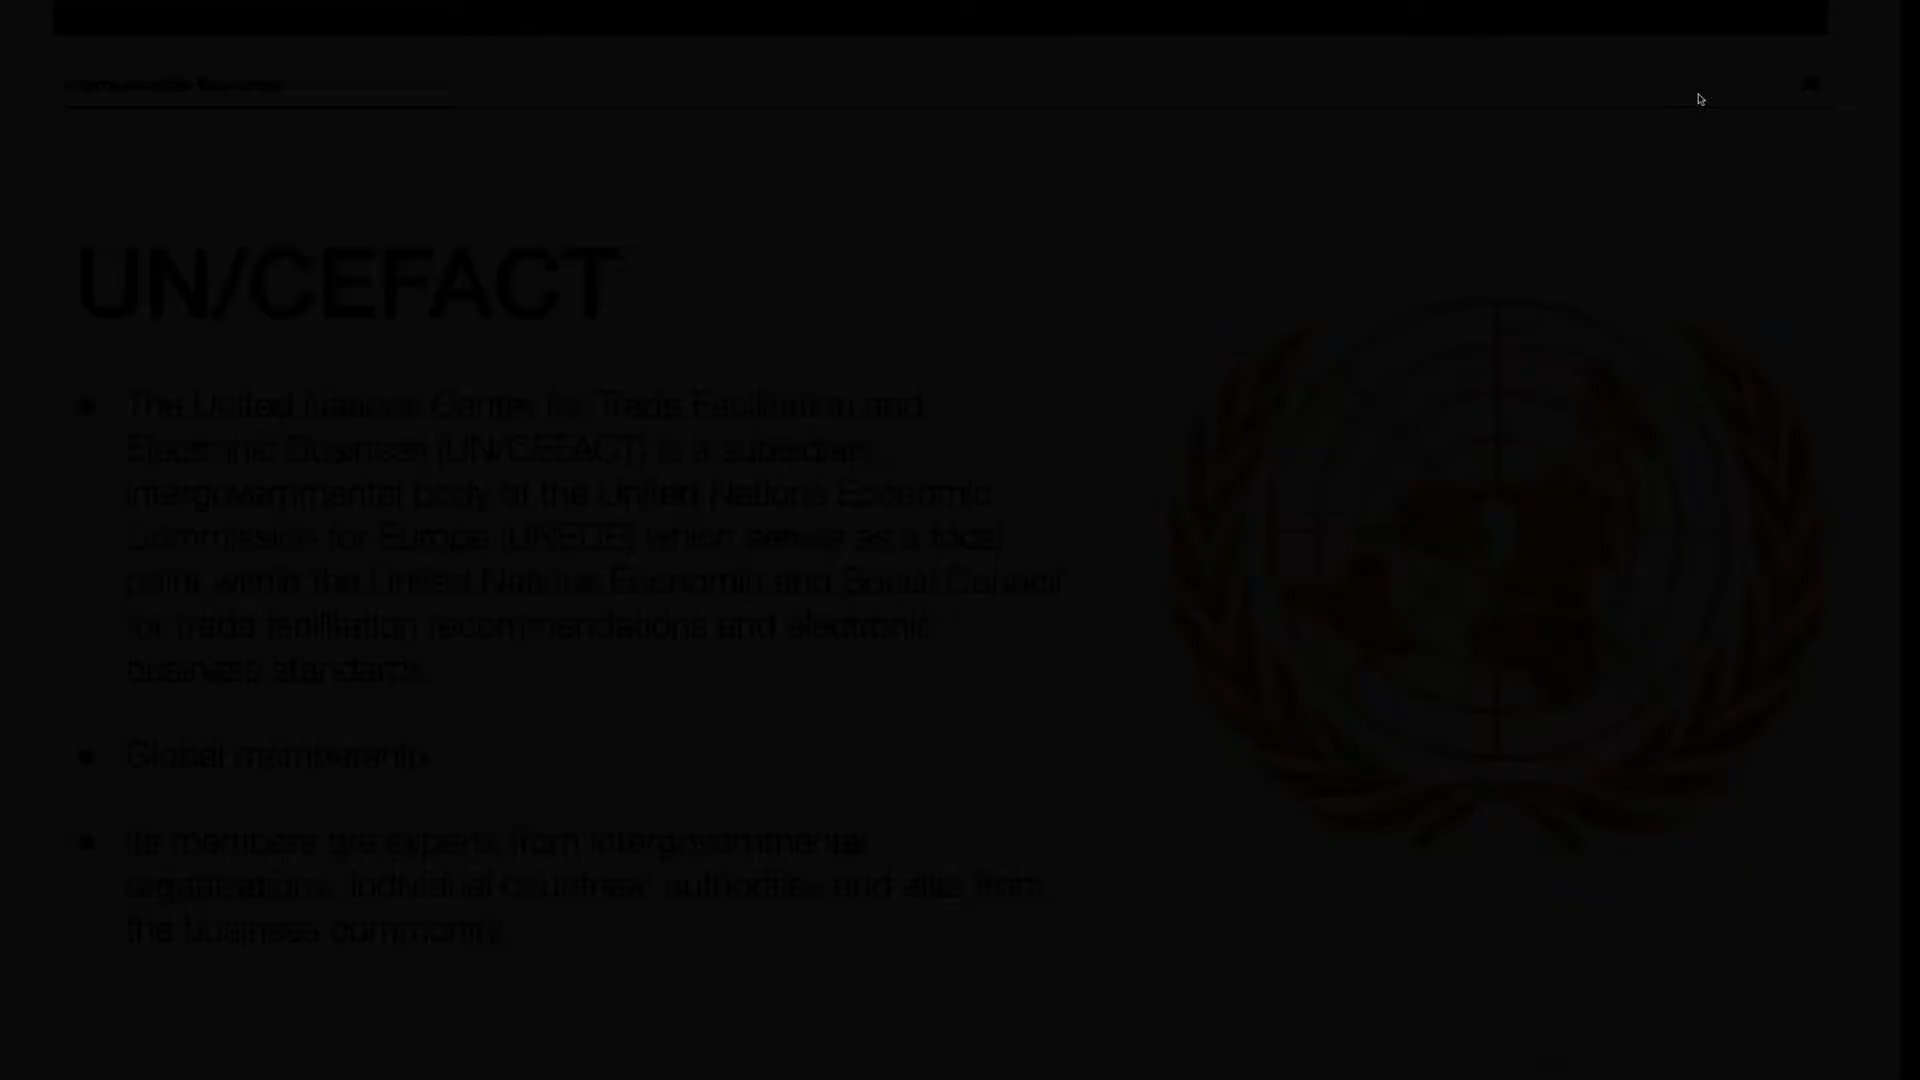 UN/CEFACT
The United Nations Centre for Trade Facilitation and
Electronic Business (UN/CEFACT) is a subsidiary,
intergovernmental body of the United Nations Economic
Commission for Europe (UNECE) which serves as a focal
point within the United Nations Economic and Social Council
for trade facilitation recommendations and electronic
business standards.
Global membership
Its members are experts from intergovernmental
organisations, individual countries' authorities and also from
the business community.